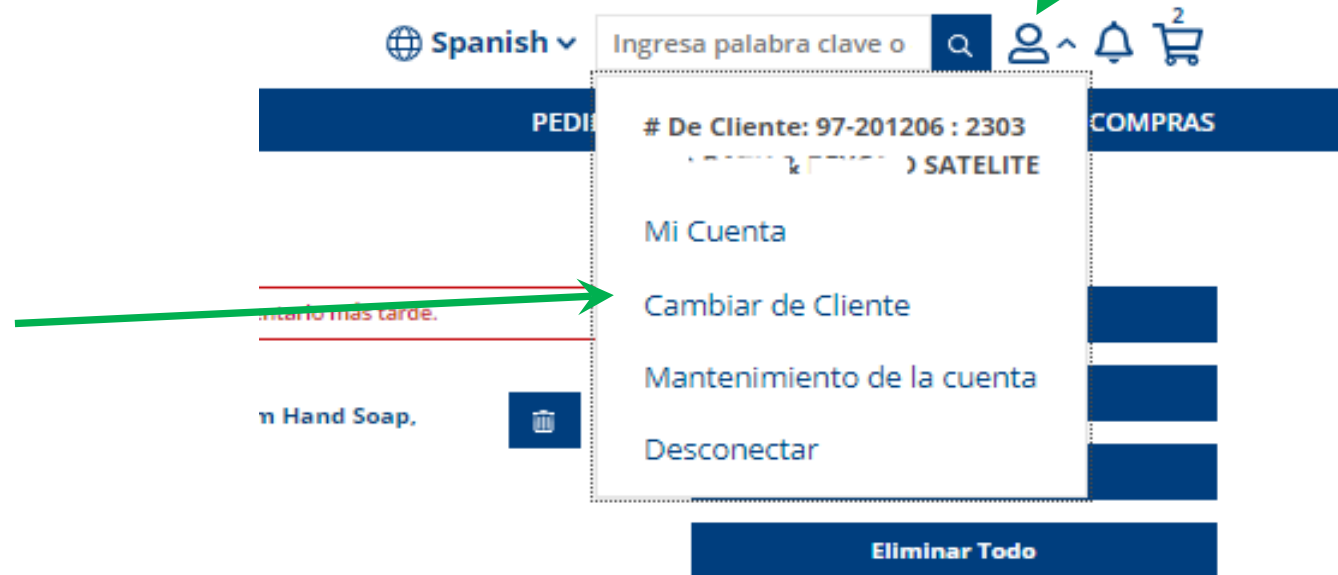 Spanish
Ingresa palabra clave o
2
PEDI
COMPRAS
# De Cliente: 97-201206 : 2303
SATELITE
Mi Cuenta
Cambiar de Cliente
más tarde.
Mantenimiento de la cuenta
m Hand Soap,
Desconectar
Eliminar Todo